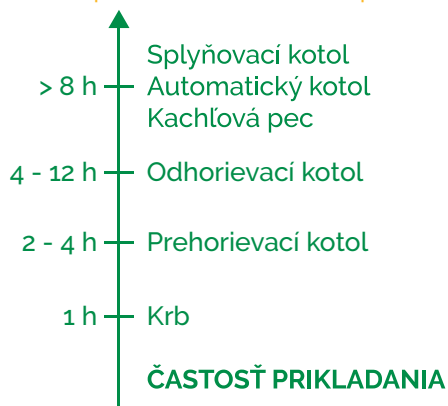 Splyňovací kotol
> 8 h Automatický kotol
Kachľová pec
4 - 12 h Odhorievací kotol
2 - 4 h Prehorievací kotol
1 h Krb
ČASTOSŤ PRIKLADANIA